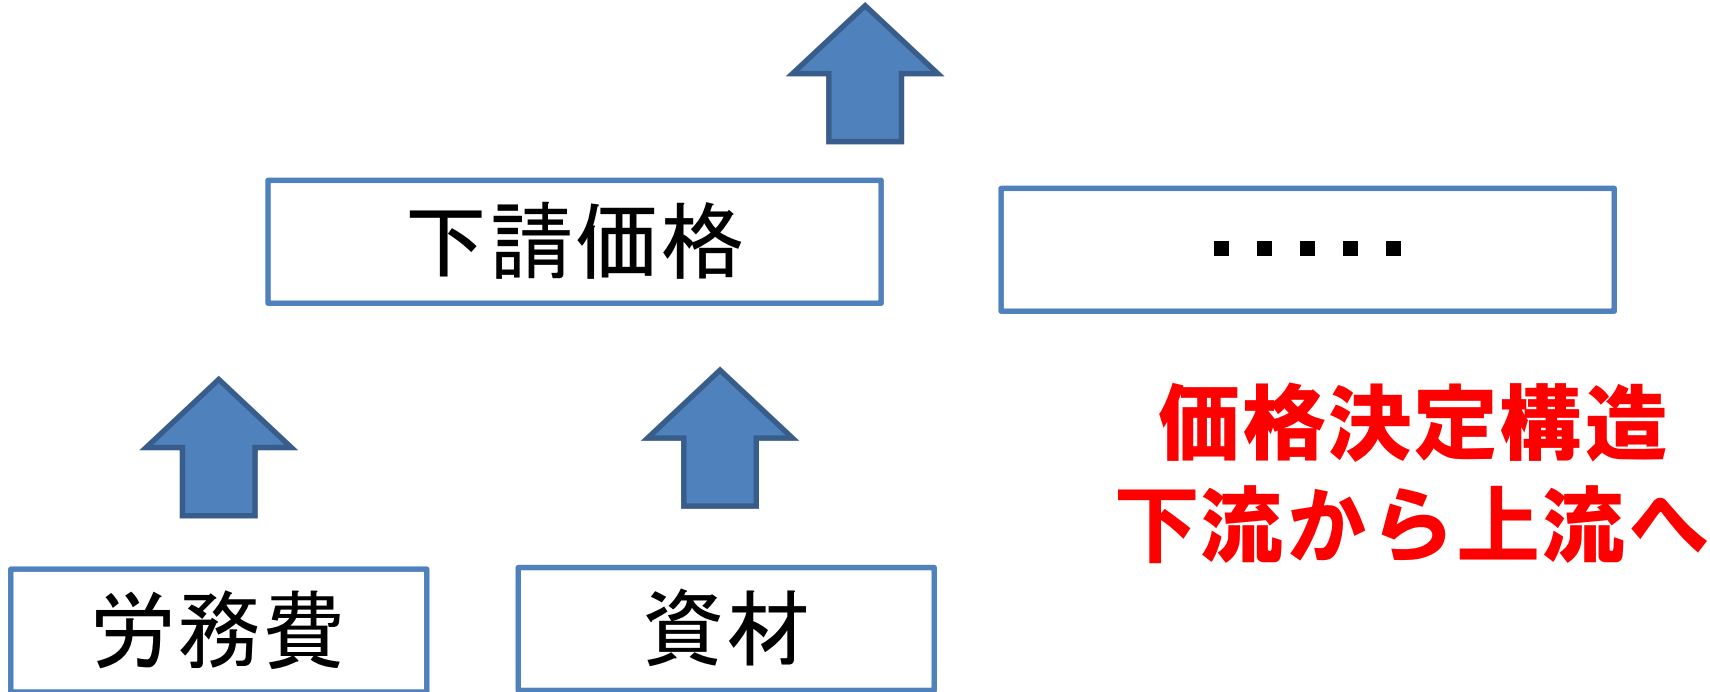 下請価格
・・・・・
価格決定構造
下流から上流へ
労務費
資材